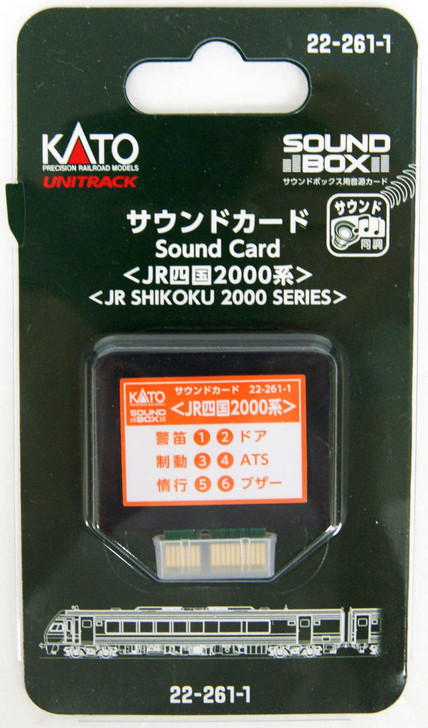 22-261-1
KATO
PRECISION RAILROAD MODELS
UNITRACK
SOUND
BOX
サウンドボックス用音源カード
サウンド
同調
サウンドカード
Sound Card
<JR四国2000系>
<JR SHIKOKU 2000 SERIES>
KATO サウンドカード 22-261-1
SOUND BOX <JR四国2000系>
警笛 1 2 ドア
制動 3 4 ATS
惰行 5 6 ブザー
22-261-1